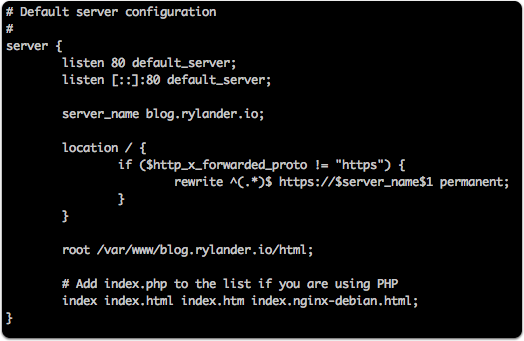 # Default server configuration
#
server {
        listen 80 default_server;
        listen [::]:80 default_server;

        server_name blog.rylander.io;

        location / {
                if ($http_x_forwarded_proto != "https") {
                        rewrite ^(.*)$ https://$server_name$1 permanent;
                }
        }

        root /var/www/blog.rylander.io/html;

        # Add index.php to the list if you are using PHP
        index index.html index.htm index.nginx-debian.html;
}